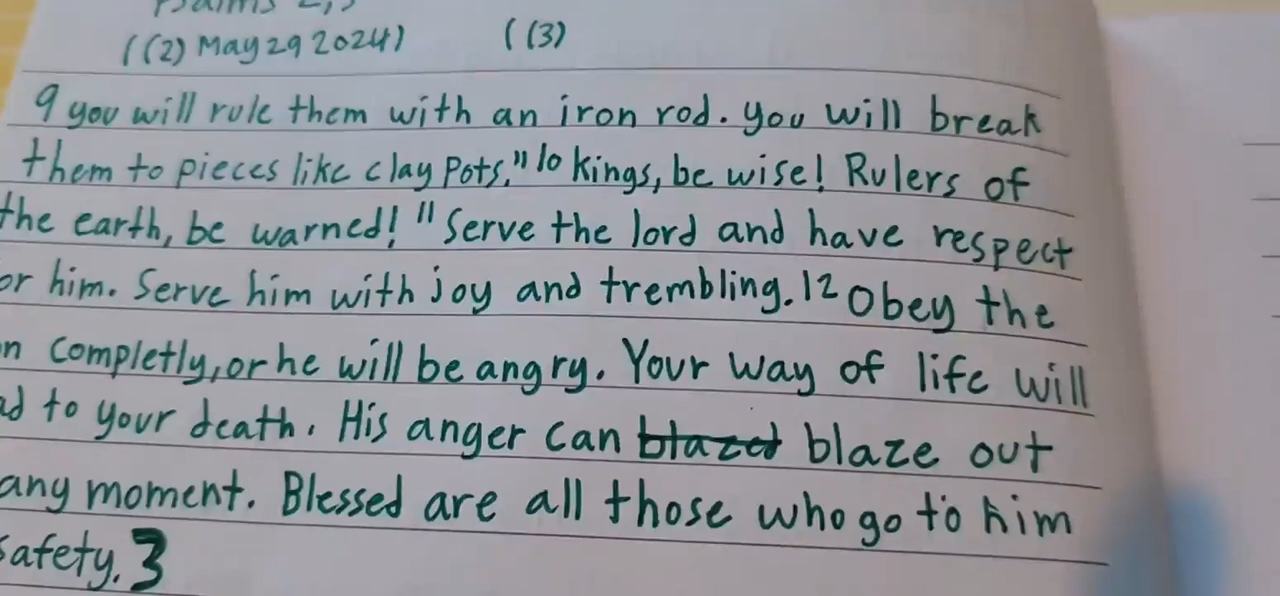 Psalms 2,3
((2) May 29 2024) ((3)
9 you will rule them with an iron rod. you will break
them to pieces like clay pots." 10 Kings, be wise! Rulers of
the earth, be warned! 11 Serve the lord and have respect
or him. Serve him with joy and trembling. 12 Obey the
n completly, or he will be angry. Your way of life will
ad to your death. His anger can blazed blaze out
any moment. Blessed are all those who go to him
safety. 3